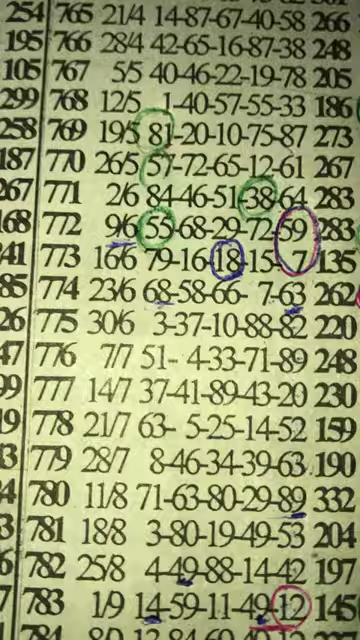 254 765 21/4 14-87-67-40-58 266
195 766 28/4 42-65-16-87-38 248
105 767 5/5 40-46-22-19-78 205
299 768 12/5 1-40-57-55-33 186
258 769 19/5 81-20-10-75-87 273
187 770 26/5 57-72-65-12-61 267
267 771 2/6 84-46-51-38-64 283
168 772 9/6 55-68-29-72-59 283
241 773 16/6 79-16-18-15-7 135
85 774 23/6 68-58-66- 7-63 262
26 775 30/6 3-37-10-88-82 220
47 776 7/7 51- 4-33-71-89 248
99 777 14/7 37-41-89-43-20 230
19 778 21/7 63- 5-25-14-52 159
3 779 28/7 8-46-34-39-63 190
4 780 11/8 71-63-80-29-89 332
3 781 18/8 3-80-19-49-53 204
6 782 25/8 4-49-88-14-42 197
7 783 1/9 14-59-11-49-12 145